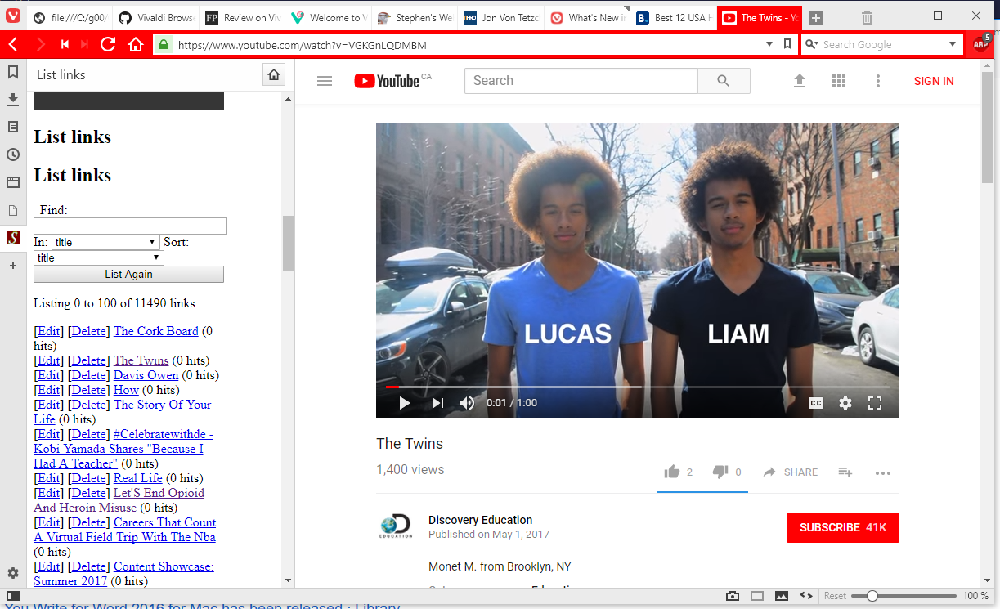 file:///C:/g00/
Vivaldi Browse
FP Review on Viv
Welcome to V
Stephen's We
PRO Jon Von Tetzc
What's New in
B. Best 12 USA H
The Twins - Yo
https://www.youtube.com/watch?v=VGKGnLQDMBM
Search Google
ABP 5
List links
YouTube CA
Search
SIGN IN
List links
List links
Find:
In: title Sort:
title
List Again
Listing 0 to 100 of 11490 links
[Edit] [Delete] The Cork Board (0
hits)
[Edit] [Delete] The Twins (0 hits)
[Edit] [Delete] Davis Owen (0 hits)
[Edit] [Delete] How (0 hits)
[Edit] [Delete] The Story Of Your
Life (0 hits)
[Edit] [Delete] #Celebratewithde -
Kobi Yamada Shares "Because I
Had A Teacher" (0 hits)
[Edit] [Delete] Real Life (0 hits)
[Edit] [Delete] Let'S End Opioid
And Heroin Misuse (0 hits)
[Edit] [Delete] Careers That Count
A Virtual Field Trip With The Nba
(0 hits)
[Edit] [Delete] Content Showcase:
Summer 2017 (0 hits)
LUCAS
LIAM
0:01 / 1:00
CC
The Twins
1,400 views
2
0
SHARE
EDUCATION
Discovery Education
Published on May 1, 2017
SUBSCRIBE 41K
Monet M. from Brooklyn, NY
Reset
100 %
You Write for Word 2016 for Mac has been released : Library